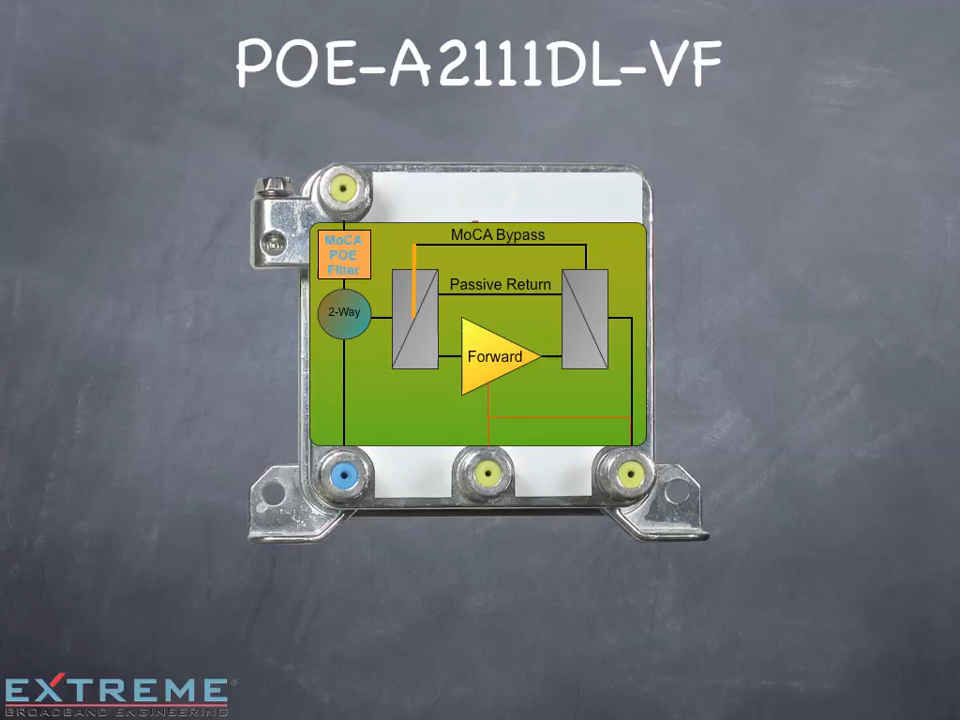 POE-A2111DL-VF
MoCA Bypass
MoCA
POE
Filter
Passive Return
2-Way
Forward
EXTREME
BROADBAND ENGINEERING